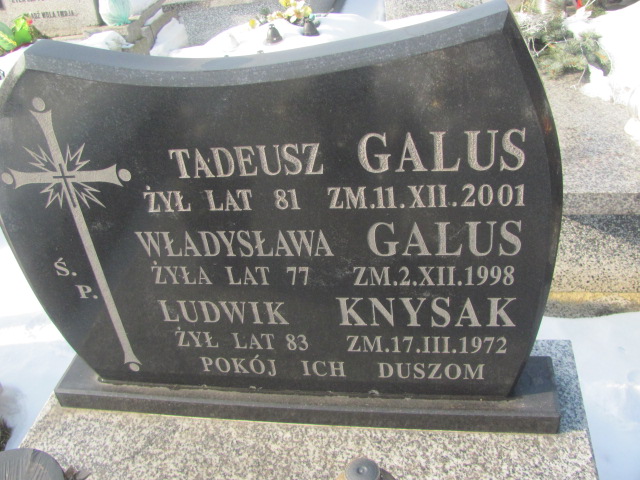 TADEUSZ GALUS
ŻYŁ LAT 81 ZM.11.XII.2001
WŁADYSŁAWA GALUS
ŻYŁA LAT 77 ZM.2.XII.1998
Ś.P.
LUDWIK KNYSAK
ŻYŁ LAT 83 ZM.17.III.1972
POKÓJ ICH DUSZOM